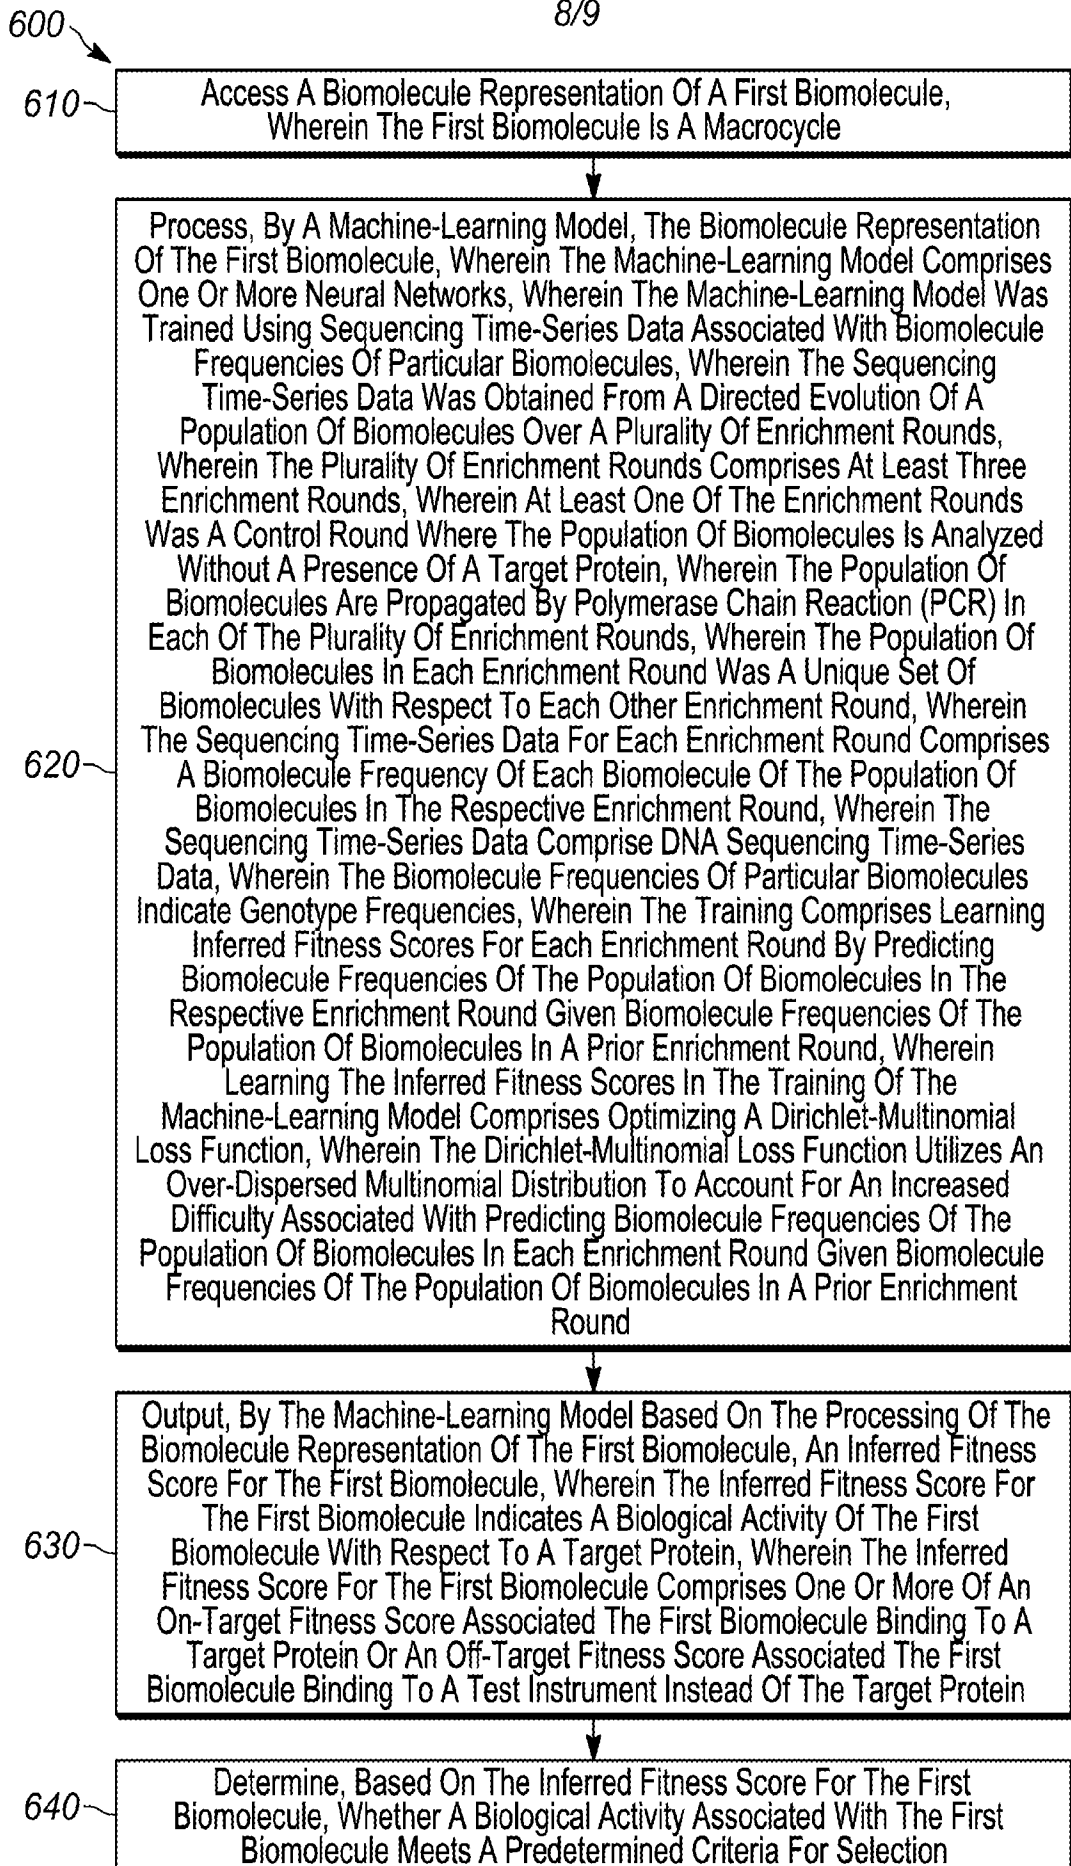 8/9
600
610
Access A Biomolecule Representation Of A First Biomolecule,
Wherein The First Biomolecule Is A Macrocycle
620
Process, By A Machine-Learning Model, The Biomolecule Representation
Of The First Biomolecule, Wherein The Machine-Learning Model Comprises
One Or More Neural Networks, Wherein The Machine-Learning Model Was
Trained Using Sequencing Time-Series Data Associated With Biomolecule
Frequencies Of Particular Biomolecules, Wherein The Sequencing
Time-Series Data Was Obtained From A Directed Evolution Of A
Population Of Biomolecules Over A Plurality Of Enrichment Rounds,
Wherein The Plurality Of Enrichment Rounds Comprises At Least Three
Enrichment Rounds, Wherein At Least One Of The Enrichment Rounds
Was A Control Round Where The Population Of Biomolecules Is Analyzed
Without A Presence Of A Target Protein, Wherein The Population Of
Biomolecules Are Propagated By Polymerase Chain Reaction (PCR) In
Each Of The Plurality Of Enrichment Rounds, Wherein The Population Of
Biomolecules In Each Enrichment Round Was A Unique Set Of
Biomolecules With Respect To Each Other Enrichment Round, Wherein
The Sequencing Time-Series Data For Each Enrichment Round Comprises
A Biomolecule Frequency Of Each Biomolecule Of The Population Of
Biomolecules In The Respective Enrichment Round, Wherein The
Sequencing Time-Series Data Comprise DNA Sequencing Time-Series
Data, Wherein The Biomolecule Frequencies Of Particular Biomolecules
Indicate Genotype Frequencies, Wherein The Training Comprises Learning
Inferred Fitness Scores For Each Enrichment Round By Predicting
Biomolecule Frequencies Of The Population Of Biomolecules In The
Respective Enrichment Round Given Biomolecule Frequencies Of The
Population Of Biomolecules In A Prior Enrichment Round, Wherein
Learning The Inferred Fitness Scores In The Training Of The
Machine-Learning Model Comprises Optimizing A Dirichlet-Multinomial
Loss Function, Wherein The Dirichlet-Multinomial Loss Function Utilizes An
Over-Dispersed Multinomial Distribution To Account For An Increased
Difficulty Associated With Predicting Biomolecule Frequencies Of The
Population Of Biomolecules In Each Enrichment Round Given Biomolecule
Frequencies Of The Population Of Biomolecules In A Prior Enrichment
Round
630
Output, By The Machine-Learning Model Based On The Processing Of The
Biomolecule Representation Of The First Biomolecule, An Inferred Fitness
Score For The First Biomolecule, Wherein The Inferred Fitness Score For
The First Biomolecule Indicates A Biological Activity Of The First
Biomolecule With Respect To A Target Protein, Wherein The Inferred
Fitness Score For The First Biomolecule Comprises One Or More Of An
On-Target Fitness Score Associated The First Biomolecule Binding To A
Target Protein Or An Off-Target Fitness Score Associated The First
Biomolecule Binding To A Test Instrument Instead Of The Target Protein
640
Determine, Based On The Inferred Fitness Score For The First
Biomolecule, Whether A Biological Activity Associated With The First
Biomolecule Meets A Predetermined Criteria For Selection